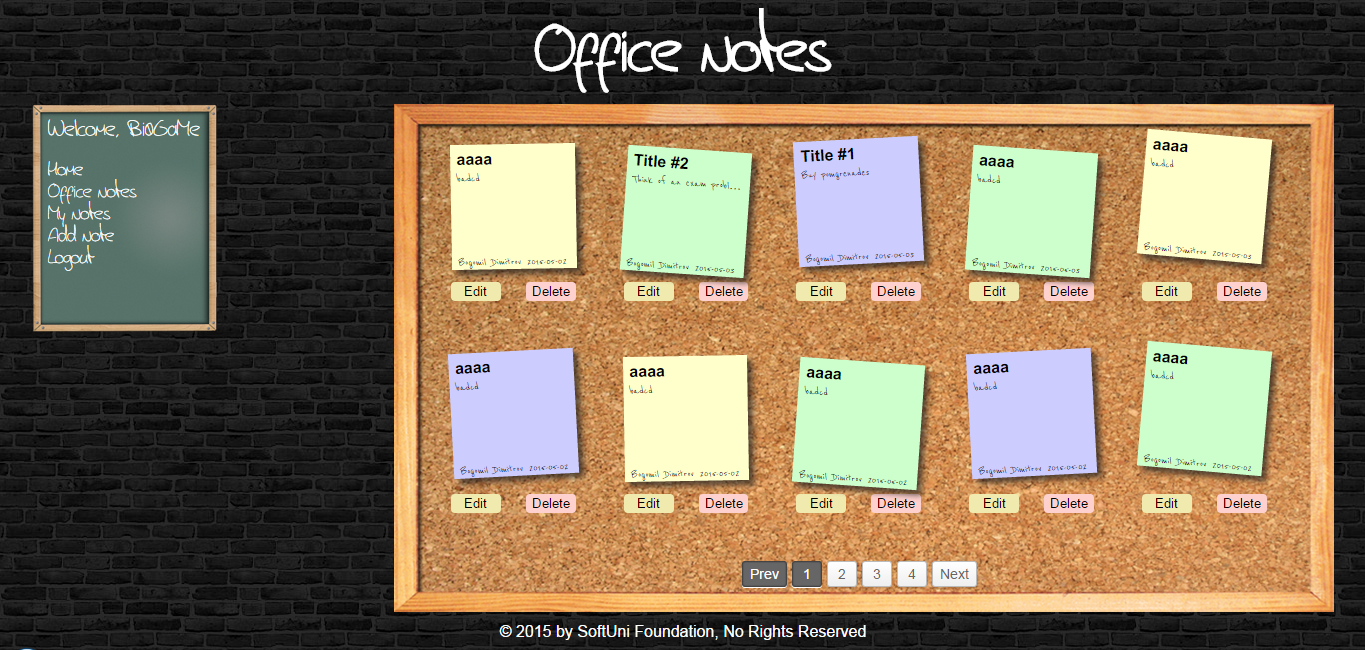 Office Notes
Welcome, BiOGaMe
Home
Office Notes
My Notes
Add Note
Logout
aaaa
badcd
Bogomil Dimitrov 2015-05-02
Edit Delete
Title #2
Think of an exam probl...
Bogomil Dimitrov 2015-05-03
Edit Delete
Title #1
Buy pomgrenades
Bogomil Dimitrov 2015-05-03
Edit Delete
aaaa
badcd
Bogomil Dimitrov 2015-05-03
Edit Delete
aaaa
badcd
Bogomil Dimitrov 2015-05-03
Edit Delete
aaaa
badcd
Bogomil Dimitrov 2015-05-02
Edit Delete
aaaa
badcd
Bogomil Dimitrov 2015-05-02
Edit Delete
aaaa
badcd
Bogomil Dimitrov 2015-05-02
Edit Delete
aaaa
badcd
Bogomil Dimitrov 2015-05-02
Edit Delete
aaaa
badcd
Bogomil Dimitrov 2015-05-02
Edit Delete
Prev 1 2 3 4 Next
© 2015 by SoftUni Foundation, No Rights Reserved